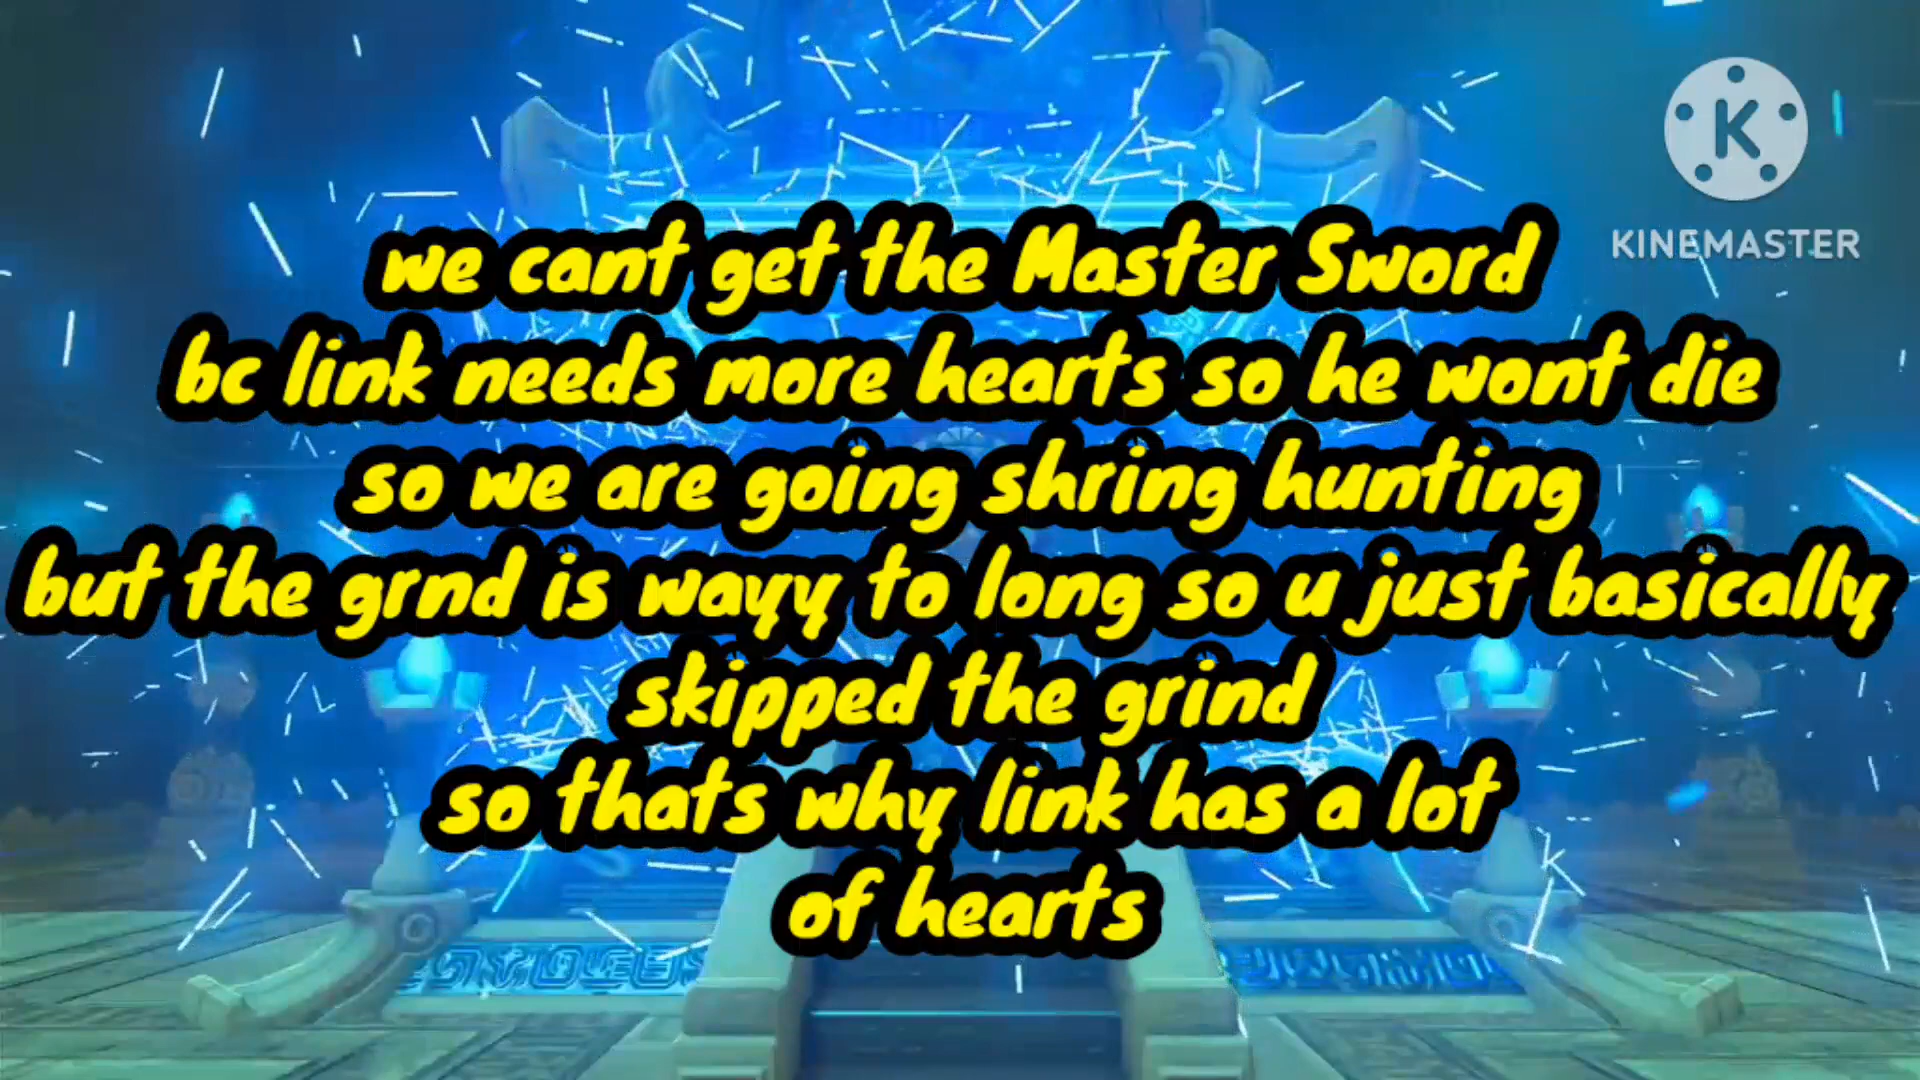 KINEMASTER
we cant get the Master Sword
bc link needs more hearts so he wont die
so we are going shring hunting
but the grnd is wayy to long so u just basically
skipped the grind
so thats why link has a lot
of hearts